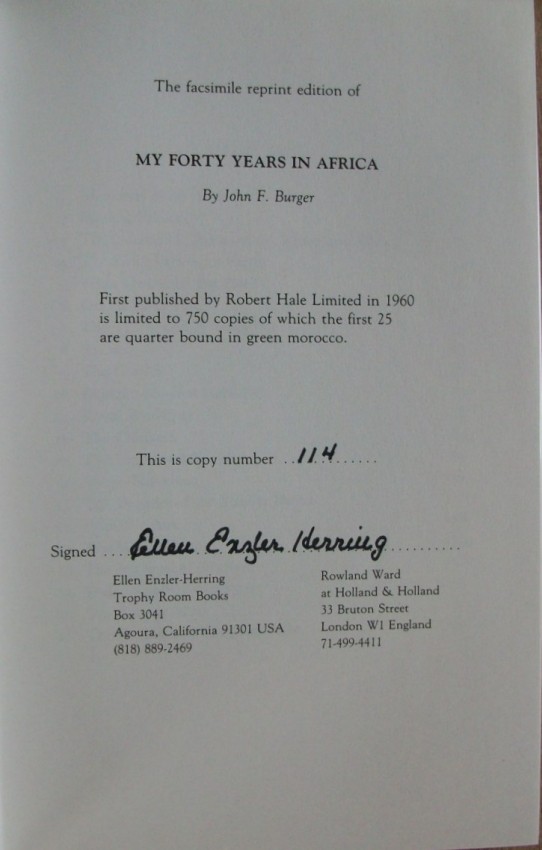 The facsimile reprint edition of
MY FORTY YEARS IN AFRICA
By John F. Burger
First published by Robert Hale Limited in 1960
is limited to 750 copies of which the first 25
are quarter bound in green morocco.
This is copy number ..114......
Signed .... Ellen Enzler Herring ..........
Ellen Enzler-Herring
Trophy Room Books
Box 3041
Agoura, California 91301 USA
(818) 889-2469
Rowland Ward
at Holland & Holland
33 Bruton Street
London W1 England
71-499-4411